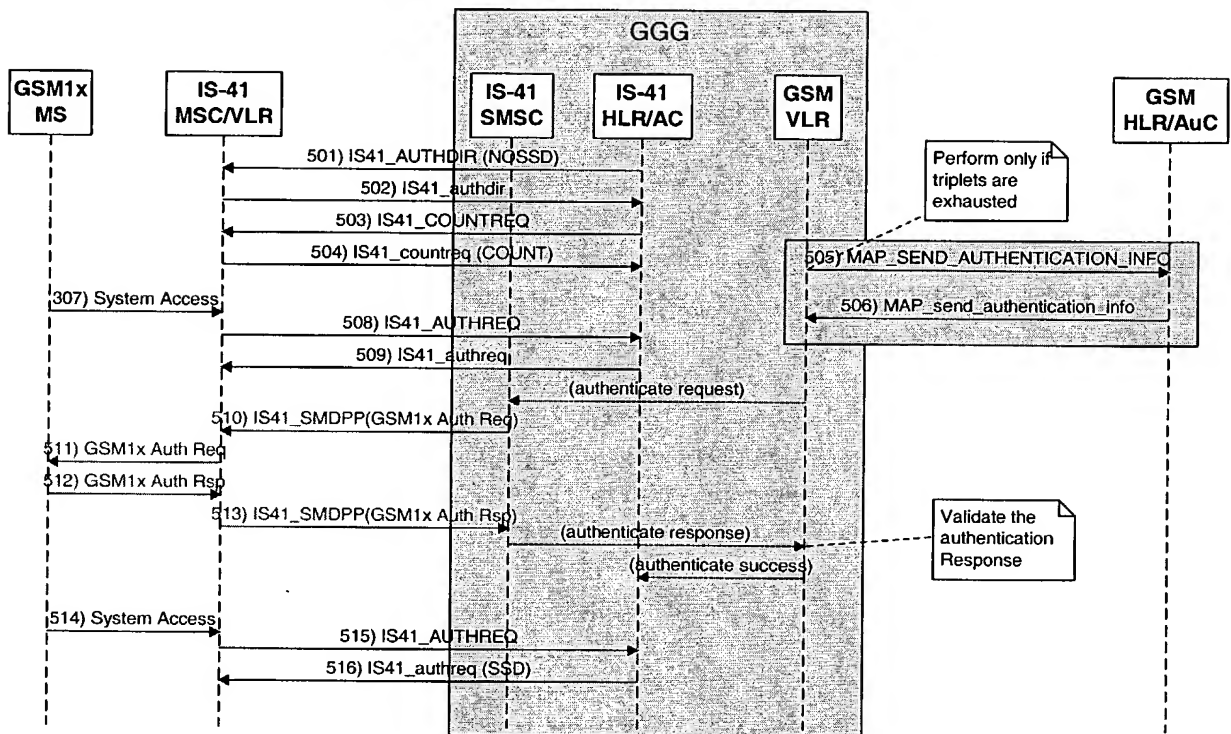 GGG
GSM1x
MS
IS-41
MSC/VLR
IS-41
SMSC
IS-41
HLR/AC
GSM
VLR
GSM
HLR/AuC
501) IS41_AUTHDIR (NOSSD)
502) IS41_authdir
503) IS41_COUNTREQ
504) IS41_countreq (COUNT)
Perform only if
triplets are
exhausted
505) MAP_SEND_AUTHENTICATION_INFO
506) MAP_send_authentication_info
307) System Access
508) IS41_AUTHREQ
509) IS41_authreq
(authenticate request)
510) IS41_SMDPP(GSM1x Auth Req)
511) GSM1x Auth Req
512) GSM1x Auth Rsp
513) IS41_SMDPP(GSM1x Auth Rsp)
(authenticate response)
Validate the
authentication
Response
(authenticate success)
514) System Access
515) IS41_AUTHREQ
516) IS41_authreq (SSD)